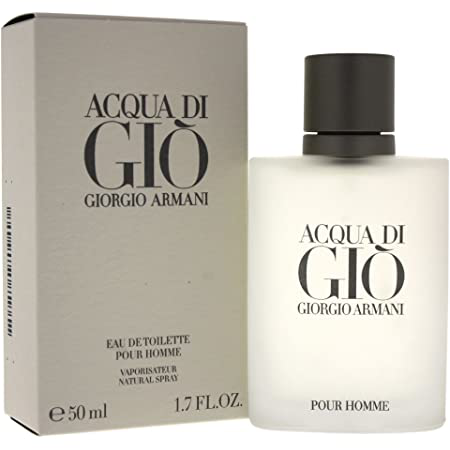 ACQUA DI
GIÒ
GIORGIO ARMANI
EAU DE TOILETTE
POUR HOMME
VAPORISATEUR
NATURAL SPRAY
℮50 ml 1.7 FL.OZ.
ACQUA DI
GIÒ
GIORGIO ARMANI
POUR HOMME